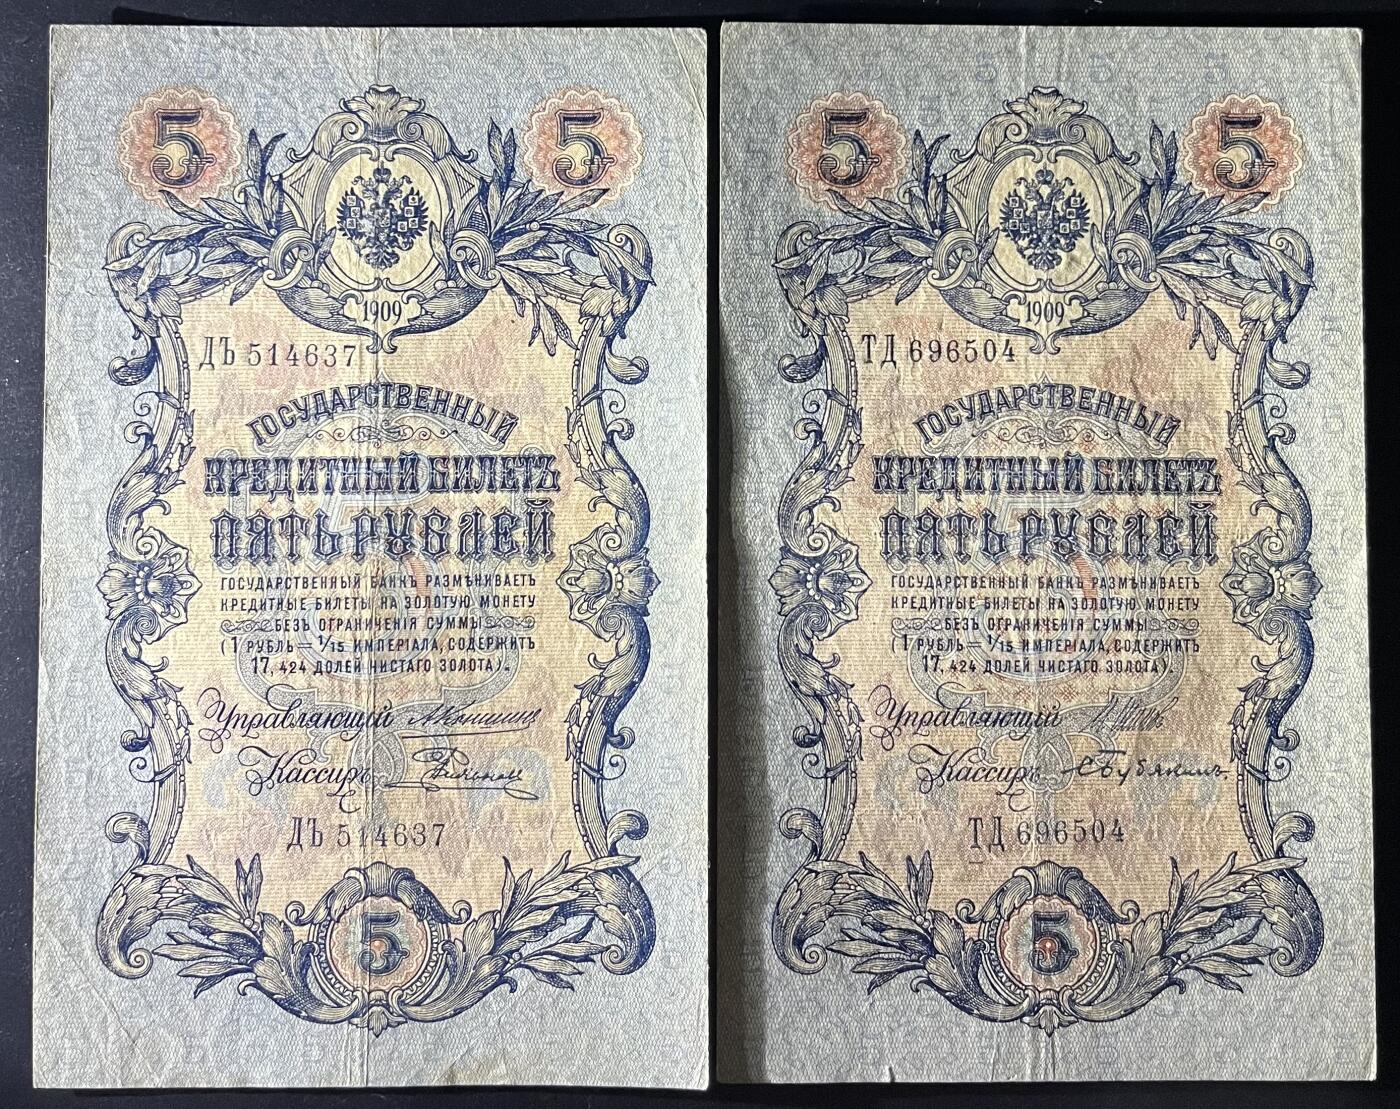 5 5
1909
ДЪ 514637
ГОСУДАРСТВЕННЫЙ
КРЕДИТНЫЙ БИЛЕТЪ
ПЯТЬ РУБЛЕЙ
ГОСУДАРСТВЕННЫЙ БАНКЪ РАЗМѢНИВАЕТЪ
КРЕДИТНЫЕ БИЛЕТЫ НА ЗОЛОТУЮ МОНЕТУ
БЕЗЪ ОГРАНИЧЕНІЯ СУММЫ
(1 РУБЛЬ = 1/15 ИМПЕРІАЛА, СОДЕРЖИТЪ
17,424 ДОЛЕЙ ЧИСТАГО ЗОЛОТА).
Управляющій АКоншинъ
Кассиръ
ДЪ 514637
5
5 5
1909
ТД 696504
ГОСУДАРСТВЕННЫЙ
КРЕДИТНЫЙ БИЛЕТЪ
ПЯТЬ РУБЛЕЙ
ГОСУДАРСТВЕННЫЙ БАНКЪ РАЗМѢНИВАЕТЪ
КРЕДИТНЫЕ БИЛЕТЫ НА ЗОЛОТУЮ МОНЕТУ
БЕЗЪ ОГРАНИЧЕНІЯ СУММЫ
(1 РУБЛЬ = 1/15 ИМПЕРІАЛА, СОДЕРЖИТЪ
17,424 ДОЛЕЙ ЧИСТАГО ЗОЛОТА).
Управляющій
Кассиръ СБубякинъ.
ТД 696504
5